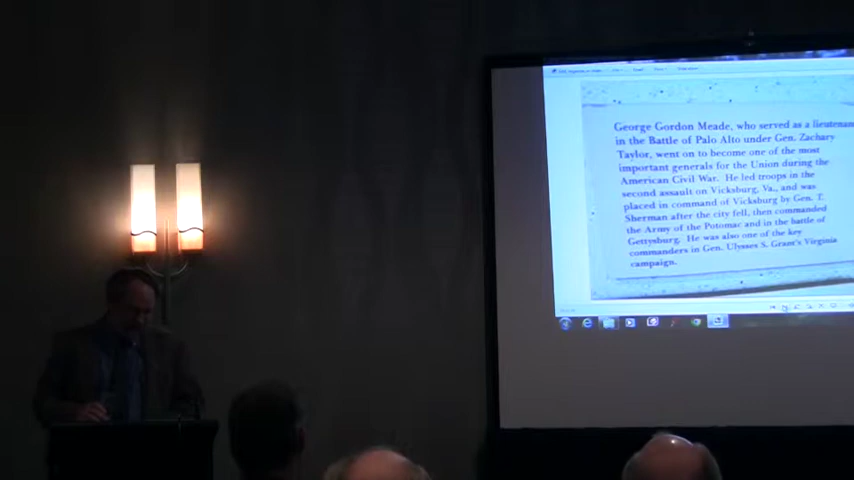 George Gordon Meade, who served as a lieutenant
in the Battle of Palo Alto under Gen. Zachary
Taylor, went on to become one of the most
important generals for the Union during the
American Civil War. He led troops in the
second assault on Vicksburg, Va., and was
placed in command of Vicksburg by Gen. T.
Sherman after the city fell, then commanded
the Army of the Potomac and in the battle of
Gettysburg. He was also one of the key
commanders in Gen. Ulysses S. Grant's Virginia
campaign.